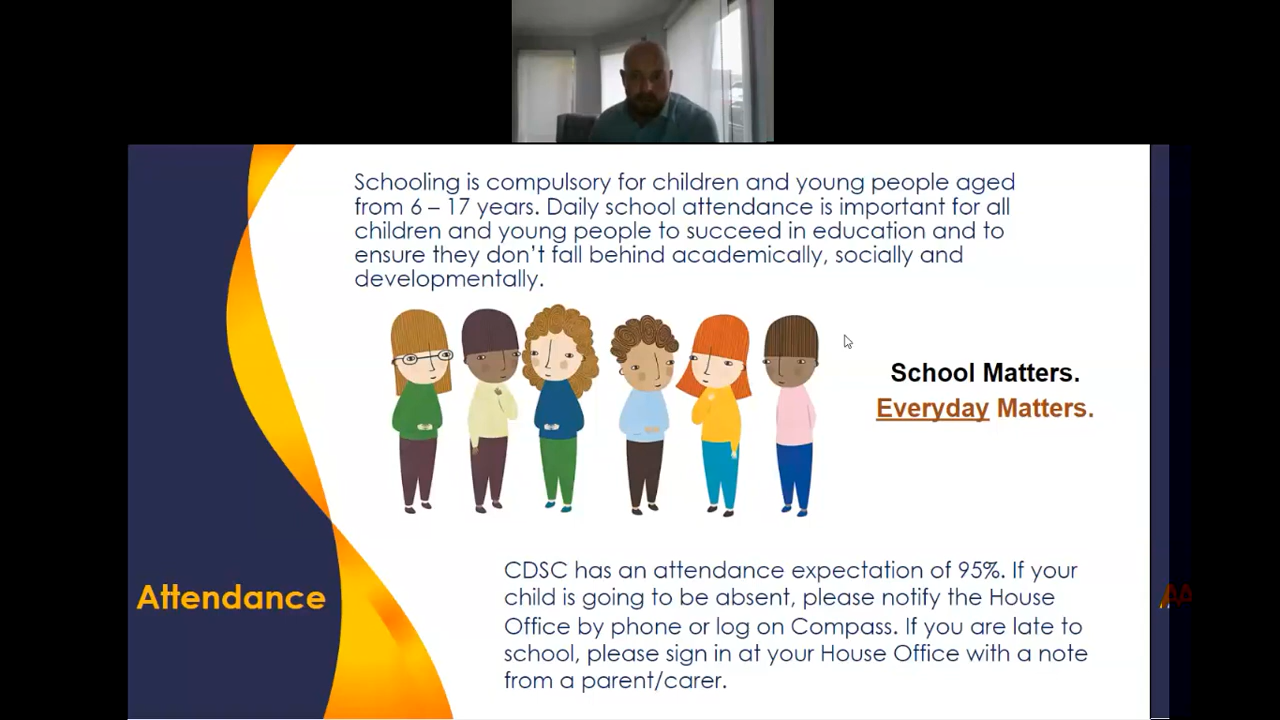 Schooling is compulsory for children and young people aged
from 6 – 17 years. Daily school attendance is important for all
children and young people to succeed in education and to
ensure they don't fall behind academically, socially and
developmentally.
School Matters.
Everyday Matters.
Attendance
CDSC has an attendance expectation of 95%. If your
child is going to be absent, please notify the House
Office by phone or log on Compass. If you are late to
school, please sign in at your House Office with a note
from a parent/carer.